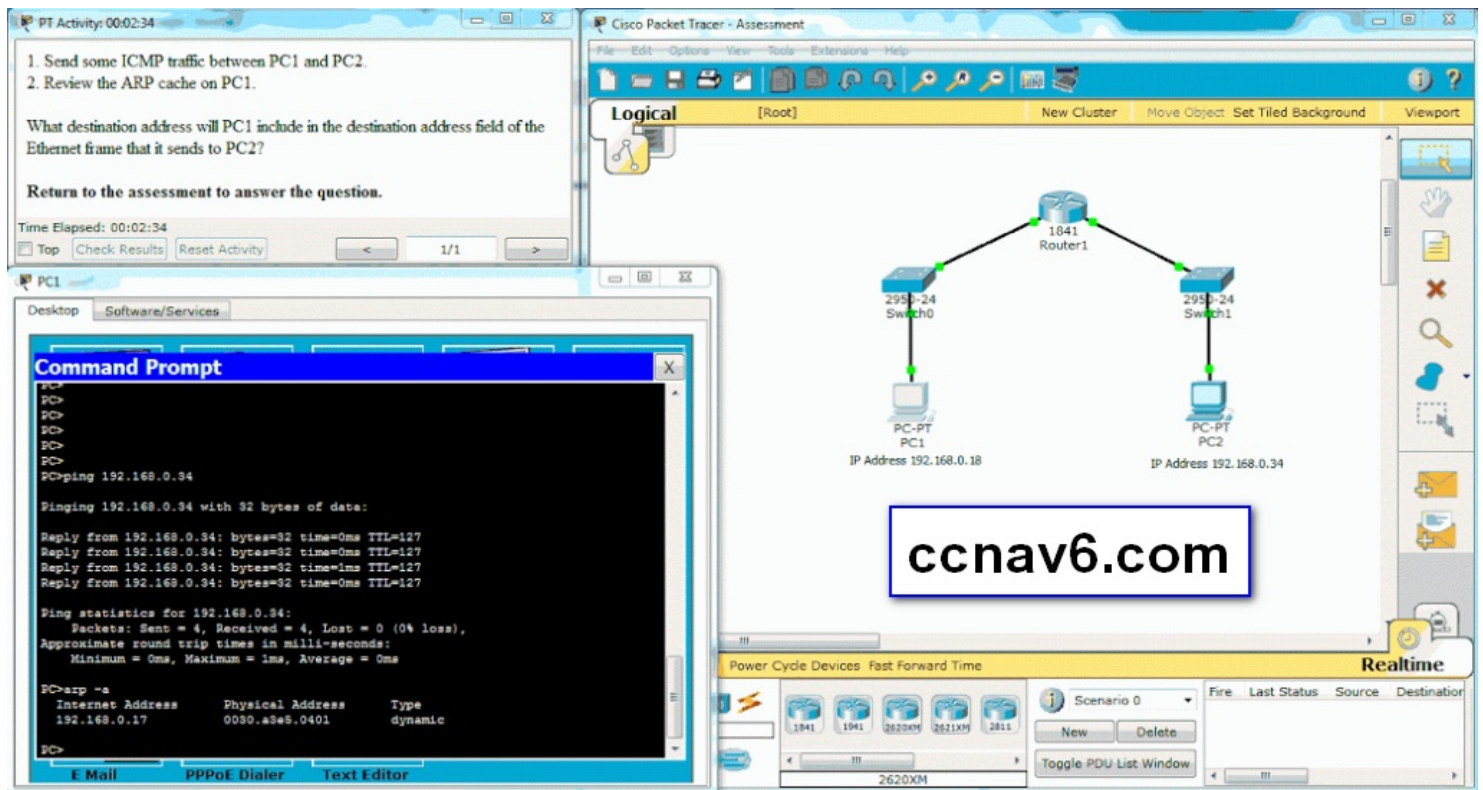 PT Activity: 00:02:34
1. Send some ICMP traffic between PC1 and PC2.
2. Review the ARP cache on PC1.
What destination address will PC1 include in the destination address field of the
Ethernet frame that it sends to PC2?
Return to the assessment to answer the question.
Time Elapsed: 00:02:34
Top
Check Results
Reset Activity
<
1/1
>
Cisco Packet Tracer - Assessment
File Edit Options View Tools Extensions Help
Logical
[Root]
New Cluster
Move Object
Set Tiled Background
Viewport
1841
Router1
2950-24
Switch0
2950-24
Switch1
PC-PT
PC1
IP Address 192.168.0.18
PC-PT
PC2
IP Address 192.168.0.34
ccnav6.com
PC1
Desktop
Software/Services
Command Prompt
X
PC>
PC>
PC>
PC>
PC>
PC>
PC>ping 192.168.0.34
Pinging 192.168.0.34 with 32 bytes of data:
Reply from 192.168.0.34: bytes=32 time=0ms TTL=127
Reply from 192.168.0.34: bytes=32 time=0ms TTL=127
Reply from 192.168.0.34: bytes=32 time=1ms TTL=127
Reply from 192.168.0.34: bytes=32 time=0ms TTL=127
Ping statistics for 192.168.0.34:
Packets: Sent = 4, Received = 4, Lost = 0 (0% loss),
Approximate round trip times in milli-seconds:
Minimum = 0ms, Maximum = 1ms, Average = 0ms
PC>arp -a
Internet Address Physical Address Type
192.168.0.17 0030.a3e5.0401 dynamic
PC>
E Mail
PPPoE Dialer
Text Editor
Power Cycle Devices Fast Forward Time
Realtime
1841
1941
2620XM
2621XM
2811
2620XM
Scenario 0
New
Delete
Toggle PDU List Window
Fire Last Status Source Destination